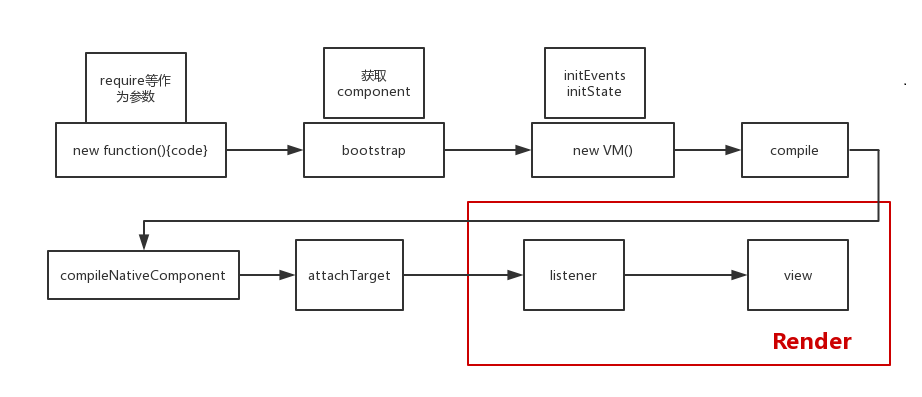 require等作
为参数
获取
component
initEvents
initState
new function(){code}
bootstrap
new VM()
compile
compileNativeComponent
attachTarget
listener
view
Render